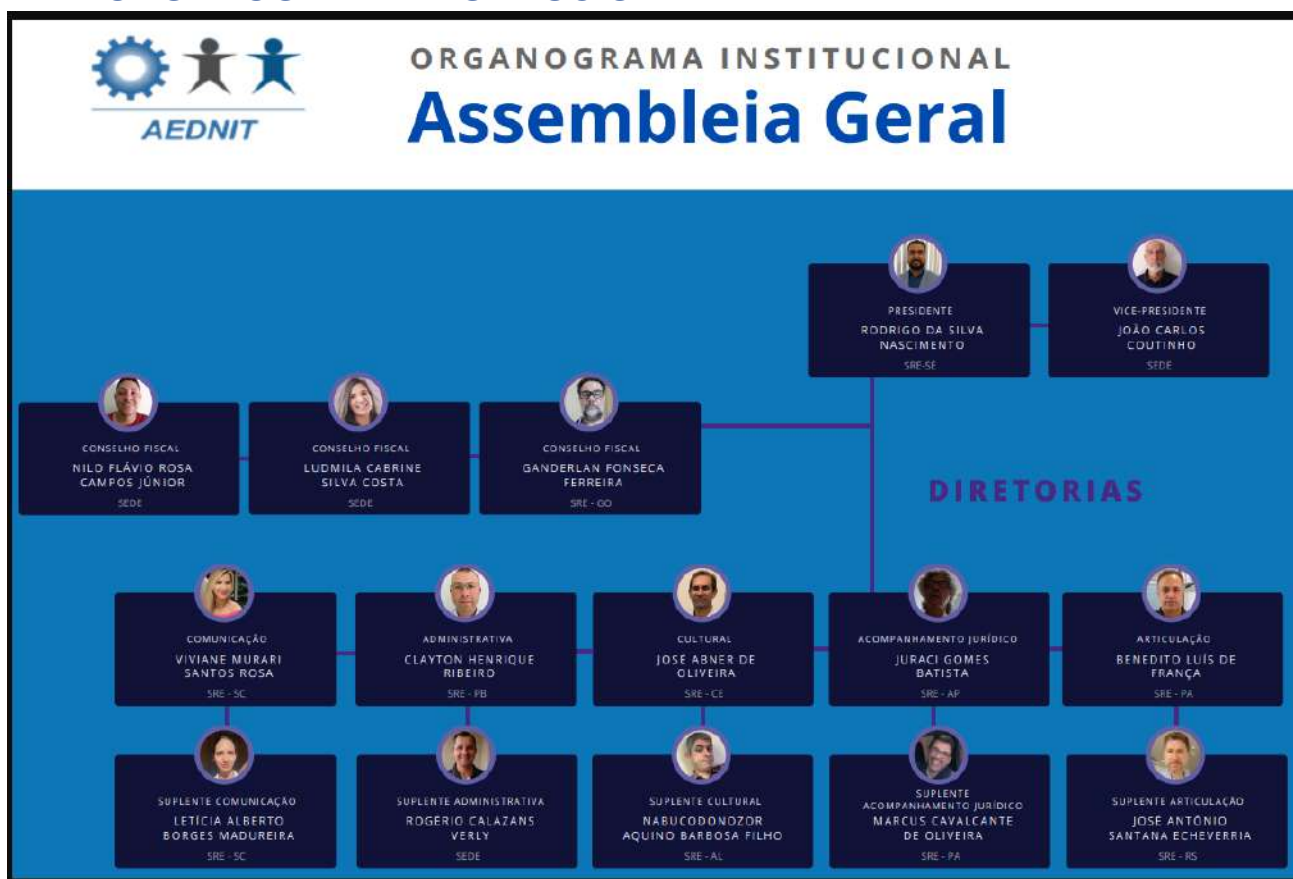 AEDNIT
ORGANOGRAMA INSTITUCIONAL
Assembleia Geral
PRESIDENTE
RODRIGO DA SILVA
NASCIMENTO
SRE-SE
VICE-PRESIDENTE
JOÃO CARLOS
COUTINHO
SEDE
CONSELHO FISCAL
NILO FLÁVIO ROSA
CAMPOS JÚNIOR
SEDE
CONSELHO FISCAL
LUDMILA CABRINE
SILVA COSTA
SEDE
CONSELHO FISCAL
GANDERLAN FONSECA
FERREIRA
SRE - GO
DIRETORIAS
COMUNICAÇÃO
VIVIANE MURARI
SANTOS ROSA
SRE - SC
ADMINISTRATIVA
CLAYTON HENRIQUE
RIBEIRO
SRE - PB
CULTURAL
JOSÉ ABNER DE
OLIVEIRA
SRE - CE
ACOMPANHAMENTO JURÍDICO
JURACI GOMES
BATISTA
SRE - AP
ARTICULAÇÃO
BENEDITO LUÍS DE
FRANÇA
SRE - PA
SUPLENTE COMUNICAÇÃO
LETÍCIA ALBERTO
BORGES MADUREIRA
SRE - SC
SUPLENTE ADMINISTRATIVA
ROGÉRIO CALAZANS
VERLY
SEDE
SUPLENTE CULTURAL
NABUCODONOZOR
AQUINO BARBOSA FILHO
SRE - AL
SUPLENTE
ACOMPANHAMENTO JURÍDICO
MARCUS CAVALCANTE
DE OLIVEIRA
SRE - PA
SUPLENTE ARTICULAÇÃO
JOSÉ ANTÔNIO
SANTANA ECHEVERRIA
SRE - RS